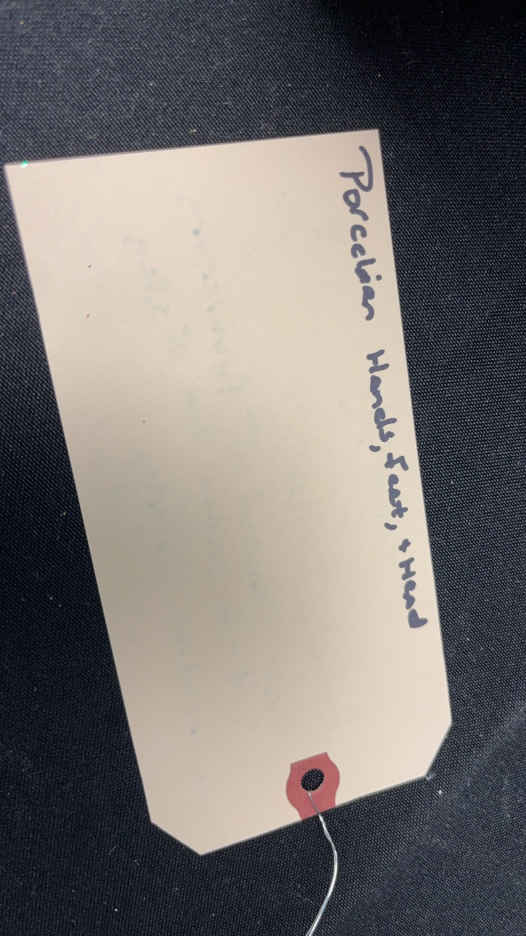 Porcelian Hands, feet, + Head